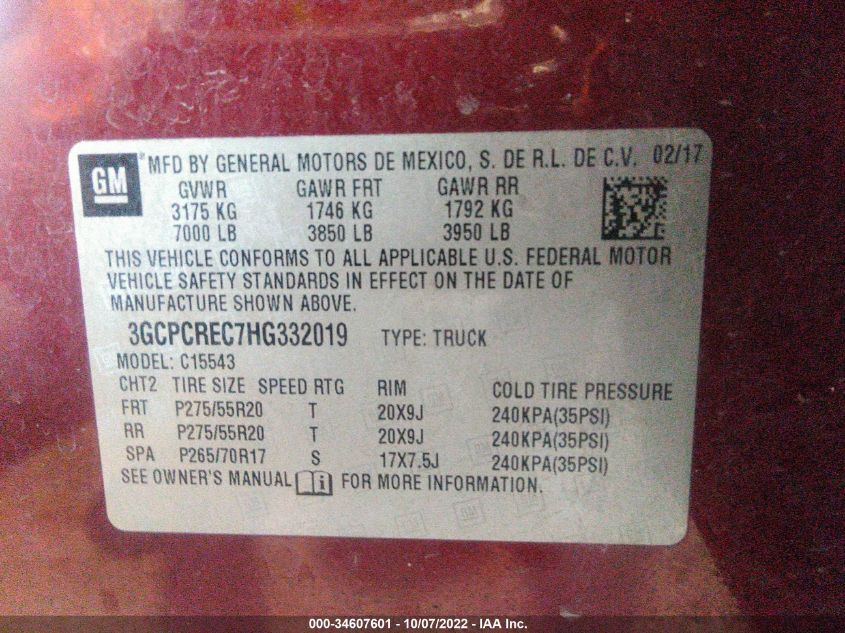 GM MFD BY GENERAL MOTORS DE MEXICO, S. DE R.L. DE C.V. 02/17
GVWR GAWR FRT GAWR RR
3175 KG 1746 KG 1792 KG
7000 LB 3850 LB 3950 LB
THIS VEHICLE CONFORMS TO ALL APPLICABLE U.S. FEDERAL MOTOR
VEHICLE SAFETY STANDARDS IN EFFECT ON THE DATE OF
MANUFACTURE SHOWN ABOVE.
3GCPCREC7HG332019 TYPE: TRUCK
MODEL: C15543
CHT2 TIRE SIZE SPEED RTG RIM COLD TIRE PRESSURE
FRT P275/55R20 T 20X9J 240KPA(35PSI)
RR P275/55R20 T 20X9J 240KPA(35PSI)
SPA P265/70R17 S 17X7.5J 240KPA(35PSI)
SEE OWNER'S MANUAL i FOR MORE INFORMATION.
000-34607601 - 10/07/2022 - IAA Inc.